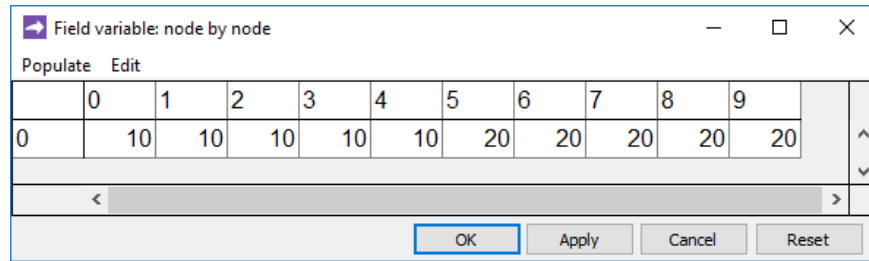 Field variable: node by node
Populate Edit
0 1 2 3 4 5 6 7 8 9
0 10 10 10 10 10 20 20 20 20 20
OK Apply Cancel Reset